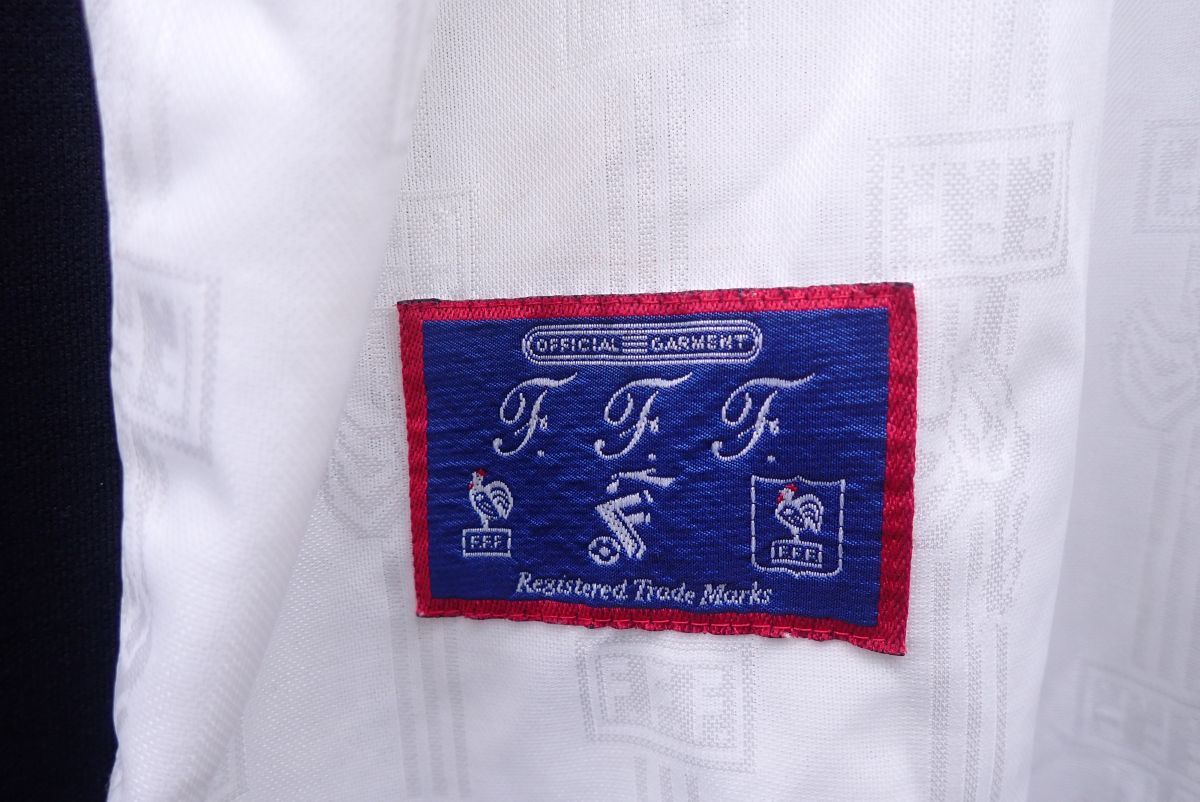 OFFICIAL GARMENT
F. F. F.
F.F.F.
F.F.F.
Registered Trade Marks
FFF
FFF